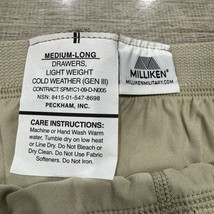 MEDIUM-LONG
DRAWERS,
LIGHT WEIGHT
COLD WEATHER (GEN III)
CONTRACT SPM1C1-09-D-N005
NSN: 8415-01-547-8698
PECKHAM, INC.
CARE INSTRUCTIONS:
Machine or Hand Wash Warm
water, Tumble dry on low heat
or Line Dry. Do Not Bleach or
Dry Clean. Do Not Use Fabric
Softeners. Do Not Iron.
MILLIKEN
MILLIKENMILITARY.COM